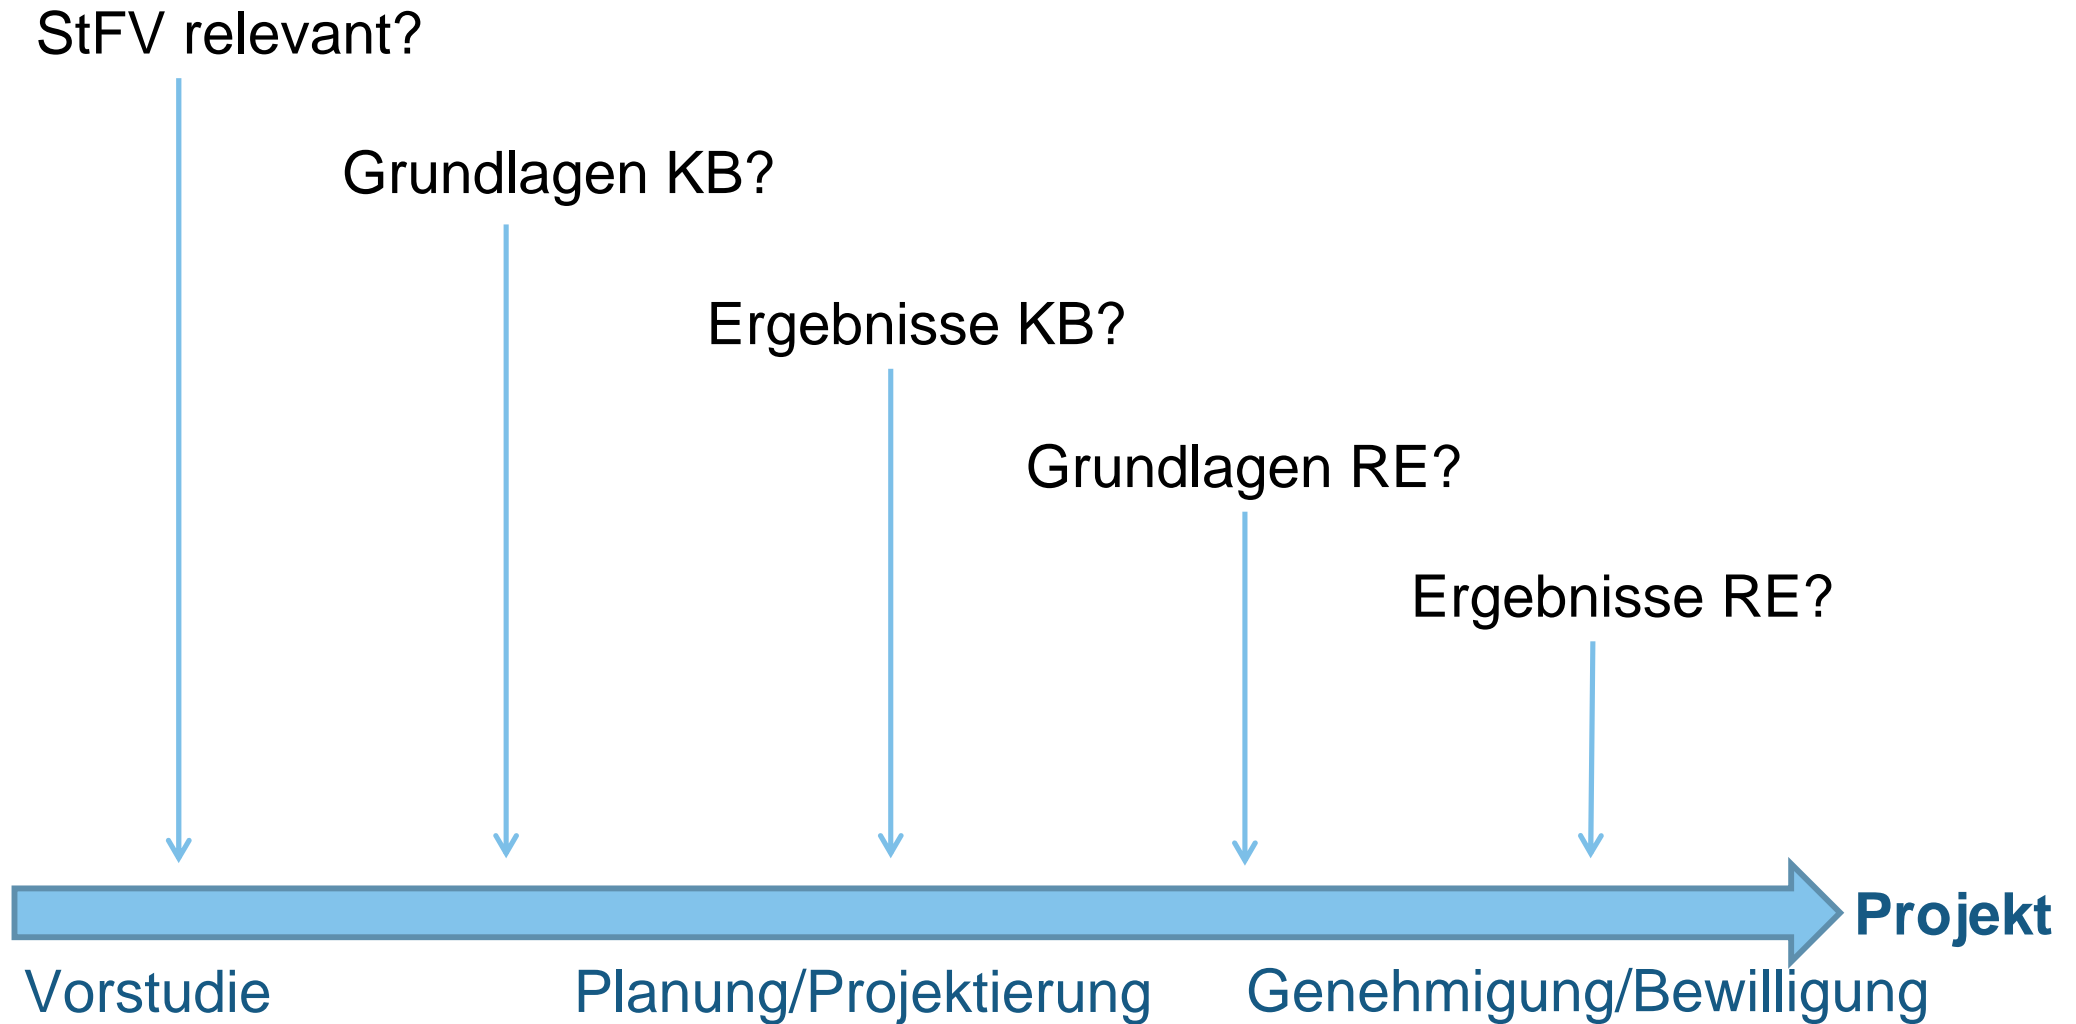 StFV relevant?
Grundlagen KB?
Ergebnisse KB?
Grundlagen RE?
Ergebnisse RE?
Projekt
Vorstudie
Planung/Projektierung
Genehmigung/Bewilligung